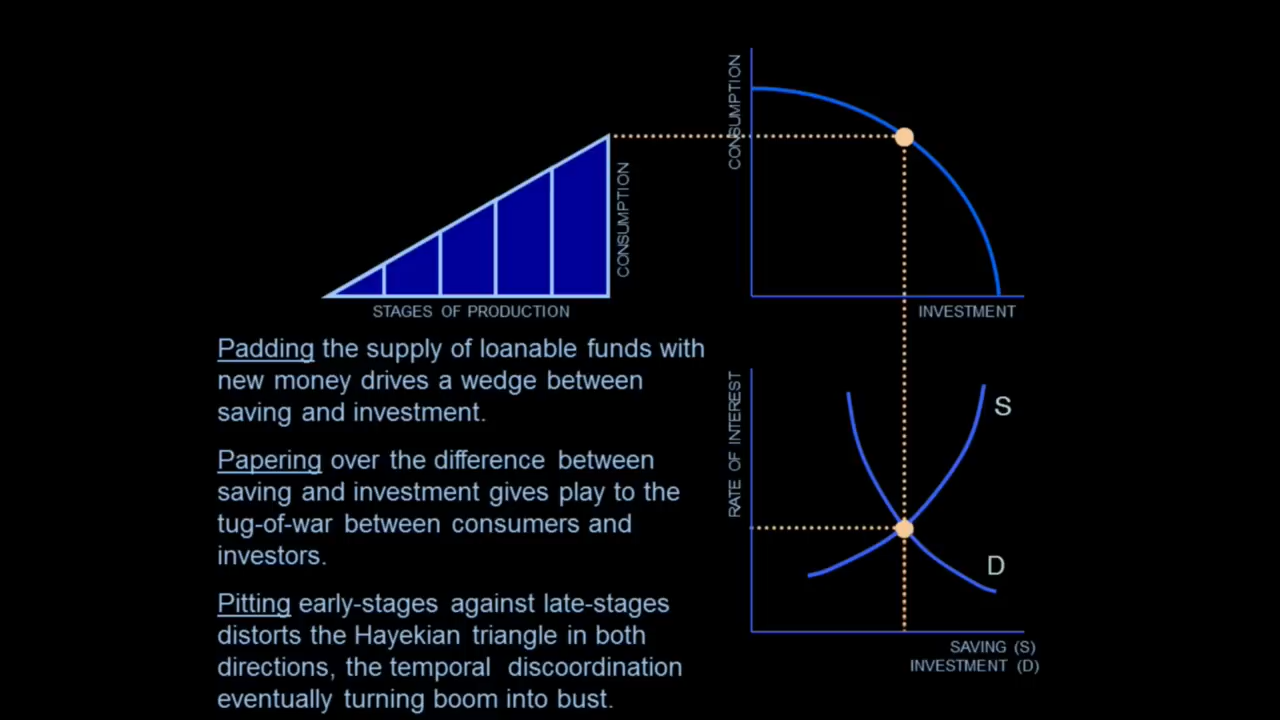 CONSUMPTION
CONSUMPTION
STAGES OF PRODUCTION
INVESTMENT
Padding the supply of loanable funds with
new money drives a wedge between
saving and investment.
Papering over the difference between
saving and investment gives play to the
tug-of-war between consumers and
investors.
Pitting early-stages against late-stages
distorts the Hayekian triangle in both
directions, the temporal discoordination
eventually turning boom into bust.
RATE OF INTEREST
S
D
SAVING (S)
INVESTMENT (D)